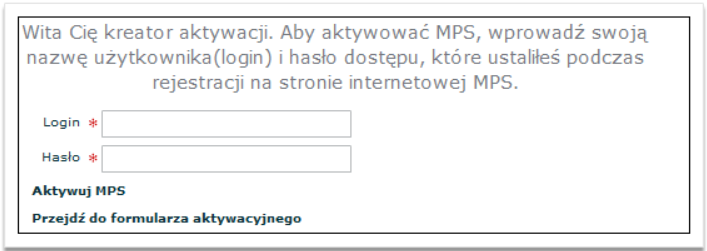 Wita Cię kreator aktywacji. Aby aktywować MPS, wprowadź swoją
nazwę użytkownika(login) i hasło dostępu, które ustaliłeś podczas
rejestracji na stronie internetowej MPS.
Login *
Hasło *
Aktywuj MPS
Przejdź do formularza aktywacyjnego